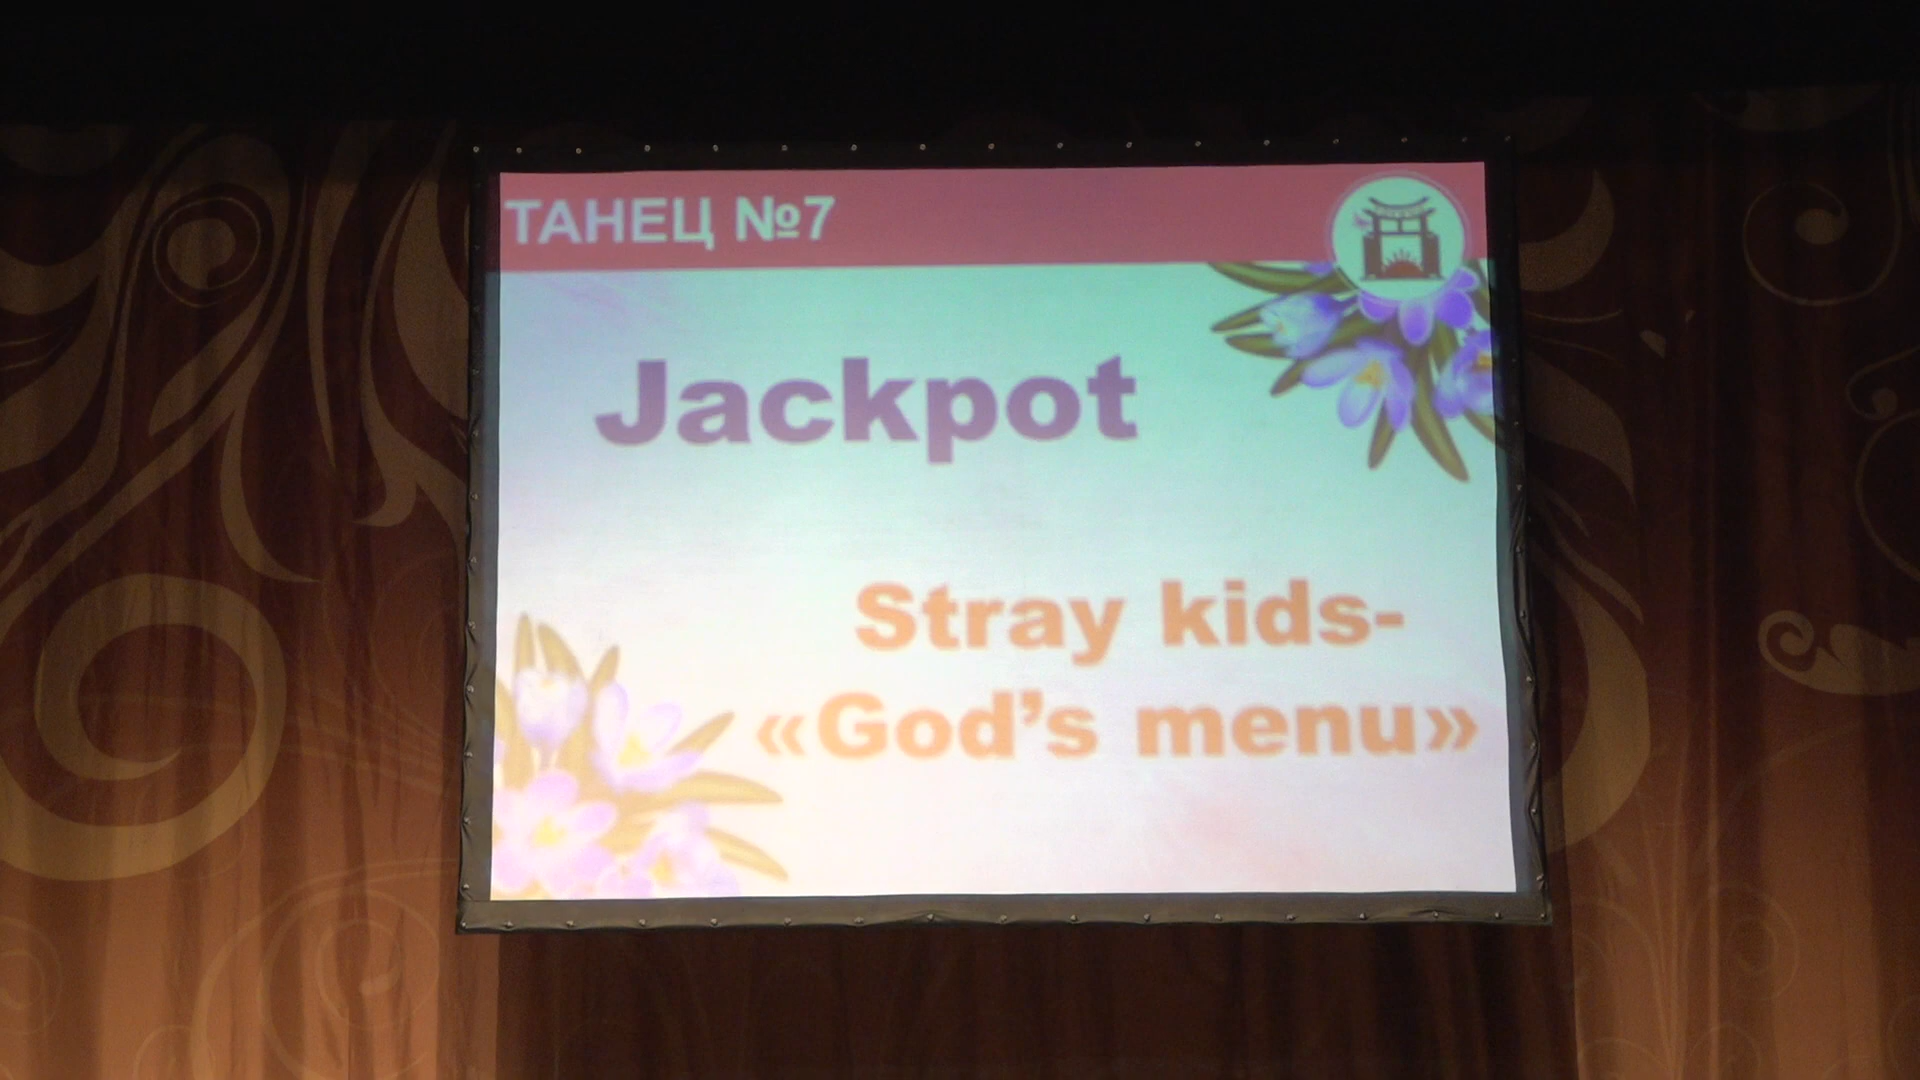 ТАНЕЦ №7
Jackpot
Stray kids-
«God’s menu»